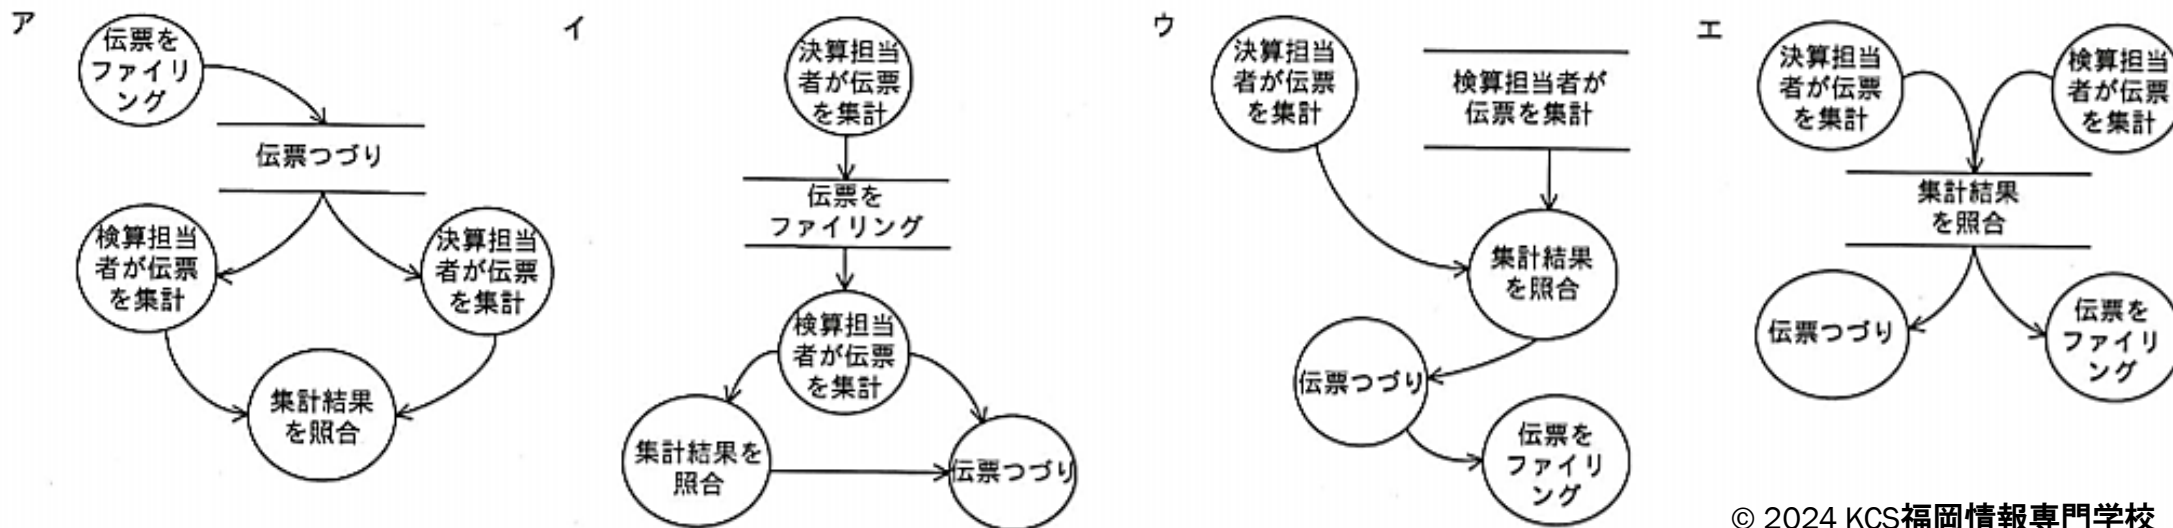 ア
伝票を
ファイリ
ング
伝票つづり
検算担当
者が伝票
を集計
決算担当
者が伝票
を集計
集計結果
を照合
イ
決算担当
者が伝票
を集計
伝票を
ファイリング
検算担当
者が伝票
を集計
集計結果を
照合
伝票つづり
ウ
決算担当
者が伝票
を集計
検算担当者が
伝票を集計
集計結果
を照合
伝票つづり
伝票を
ファイリ
ング
エ
決算担当
者が伝票
を集計
検算担当
者が伝票
を集計
集計結果
を照合
伝票つづり
伝票を
ファイリ
ング
© 2024 KCS福岡情報専門学校